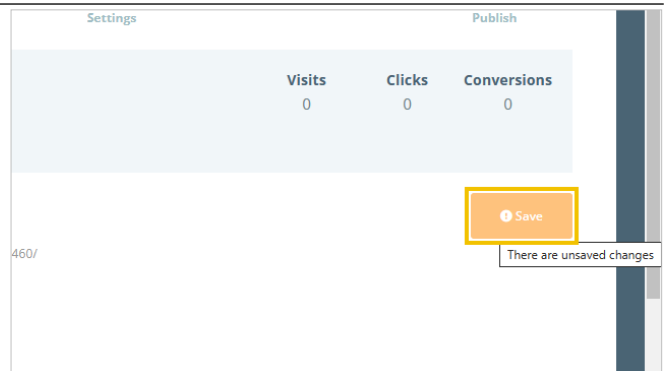 Settings Publish
Visits Clicks Conversions
0 0 0
Save
460/
There are unsaved changes